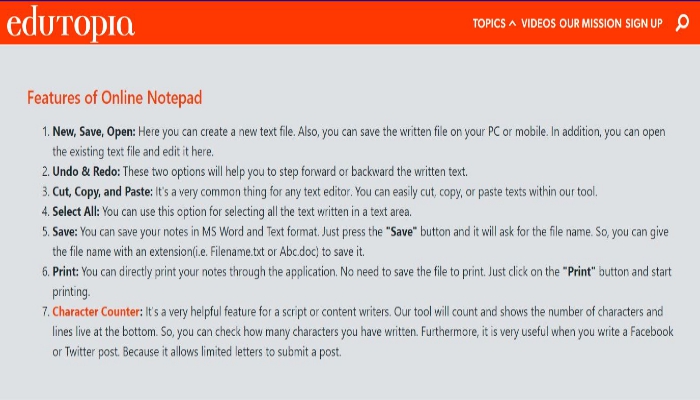 edUTOPIA
TOPICS ^ VIDEOS OUR MISSION SIGN UP
Features of Online Notepad
1. New, Save, Open: Here you can create a new text file. Also, you can save the written file on your PC or mobile. In addition, you can open
the existing text file and edit it here.
2. Undo & Redo: These two options will help you to step forward or backward the written text.
3. Cut, Copy, and Paste: It's a very common thing for any text editor. You can easily cut, copy, or paste texts within our tool.
4. Select All: You can use this option for selecting all the text written in a text area.
5. Save: You can save your notes in MS Word and Text format. Just press the "Save" button and it will ask for the file name. So, you can give
the file name with an extension(i.e. Filename.txt or Abc.doc) to save it.
6. Print: You can directly print your notes through the application. No need to save the file to print. Just click on the "Print" button and start
printing.
7. Character Counter: It's a very helpful feature for a script or content writers. Our tool will count and shows the number of characters and
lines live at the bottom. So, you can check how many characters you have written. Furthermore, it is very useful when you write a Facebook
or Twitter post. Because it allows limited letters to submit a post.